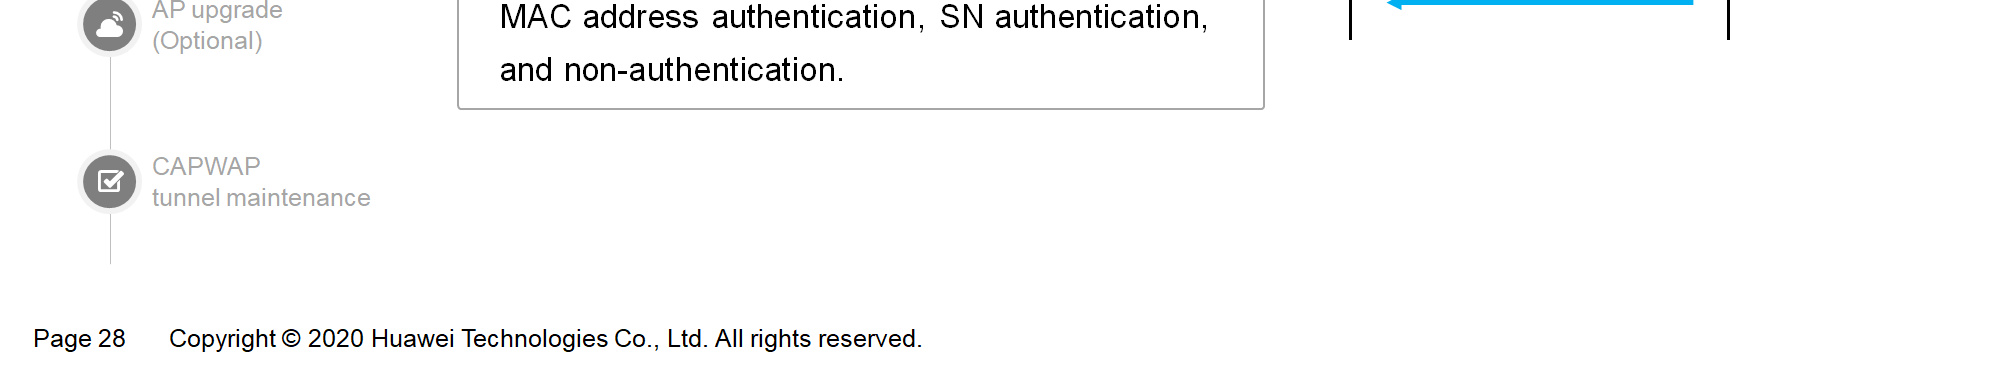 AP upgrade
(Optional)
MAC address authentication, SN authentication,
and non-authentication.
CAPWAP
tunnel maintenance
Page 28 Copyright © 2020 Huawei Technologies Co., Ltd. All rights reserved.